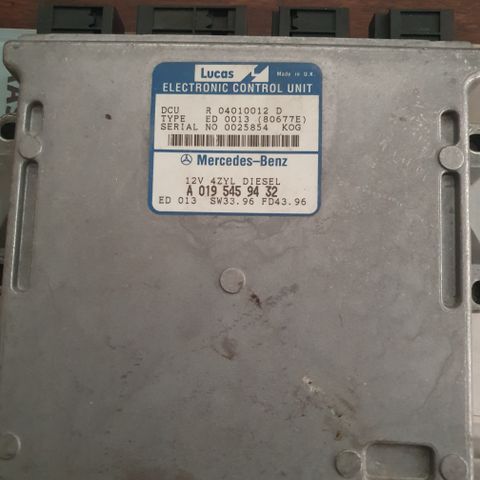 Lucas Made in U.K.
ELECTRONIC CONTROL UNIT
DCU R 04010012 D
TYPE ED 0013 (80677E)
SERIAL NO 0025854 KOG
Mercedes-Benz
12V 4ZYL DIESEL
A 019 545 94 32
ED 013 SW33.96 FD43.96